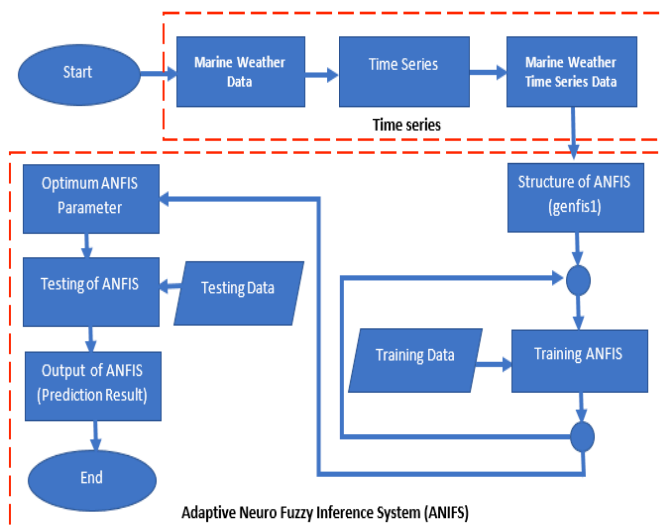 Start
Marine Weather
Data
Time Series
Marine Weather
Time Series Data
Time series
Structure of ANFIS
(genfis1)
Training Data
Training ANFIS
Optimum ANFIS
Parameter
Testing of ANFIS
Testing Data
Output of ANFIS
(Prediction Result)
End
Adaptive Neuro Fuzzy Inference System (ANIFS)